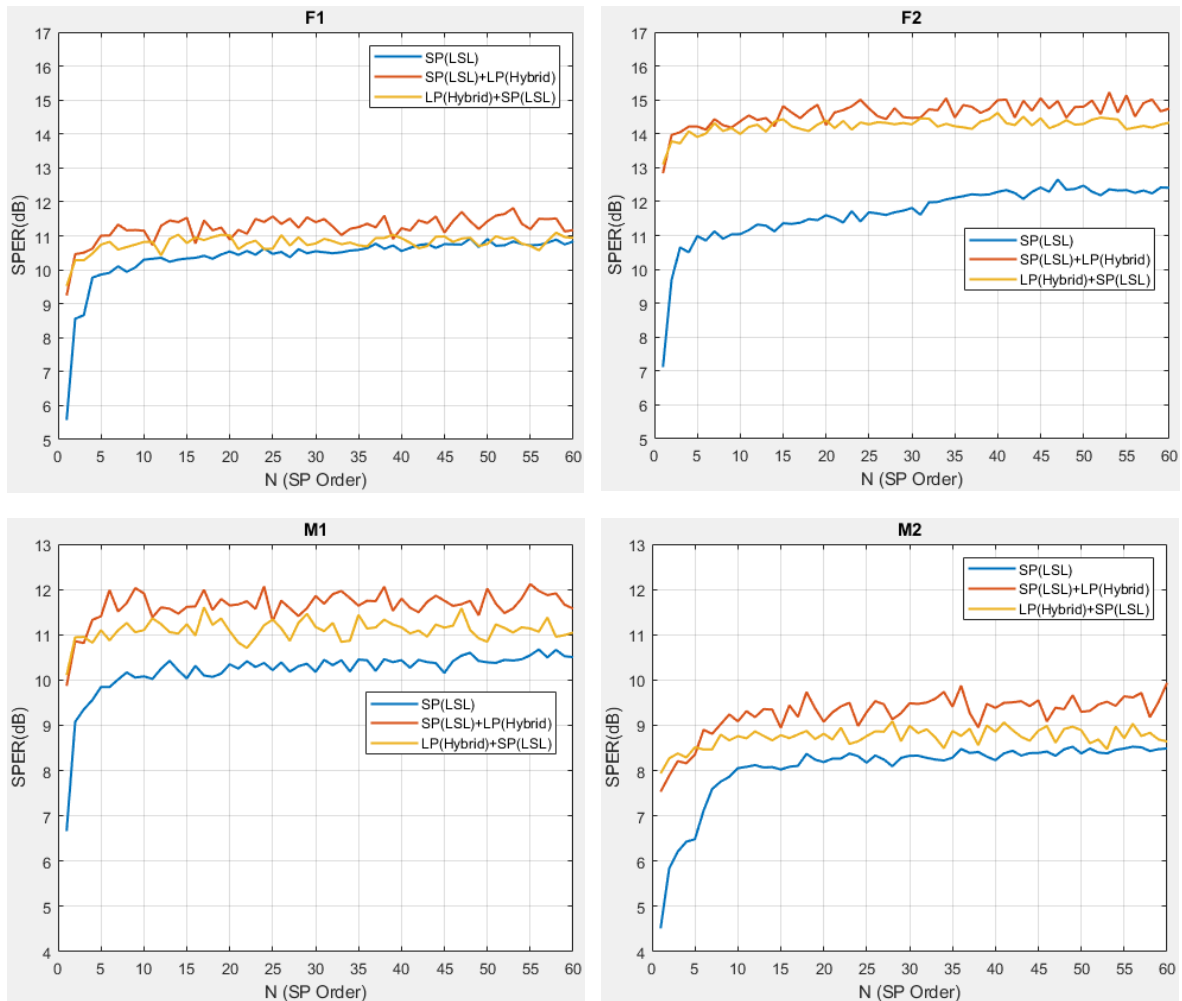 F1
17
16
15
14
13
12
11
10
9
8
7
6
5
SPER(dB)
SP(LSL)
SP(LSL)+LP(Hybrid)
LP(Hybrid)+SP(LSL)
0 5 10 15 20 25 30 35 40 45 50 55 60
N (SP Order)
F2
17
16
15
14
13
12
11
10
9
8
7
6
5
SPER(dB)
SP(LSL)
SP(LSL)+LP(Hybrid)
LP(Hybrid)+SP(LSL)
0 5 10 15 20 25 30 35 40 45 50 55 60
N (SP Order)
M1
13
12
11
10
9
8
7
6
5
4
SPER(dB)
SP(LSL)
SP(LSL)+LP(Hybrid)
LP(Hybrid)+SP(LSL)
0 5 10 15 20 25 30 35 40 45 50 55 60
N (SP Order)
M2
13
12
11
10
9
8
7
6
5
4
SPER(dB)
SP(LSL)
SP(LSL)+LP(Hybrid)
LP(Hybrid)+SP(LSL)
0 5 10 15 20 25 30 35 40 45 50 55 60
N (SP Order)